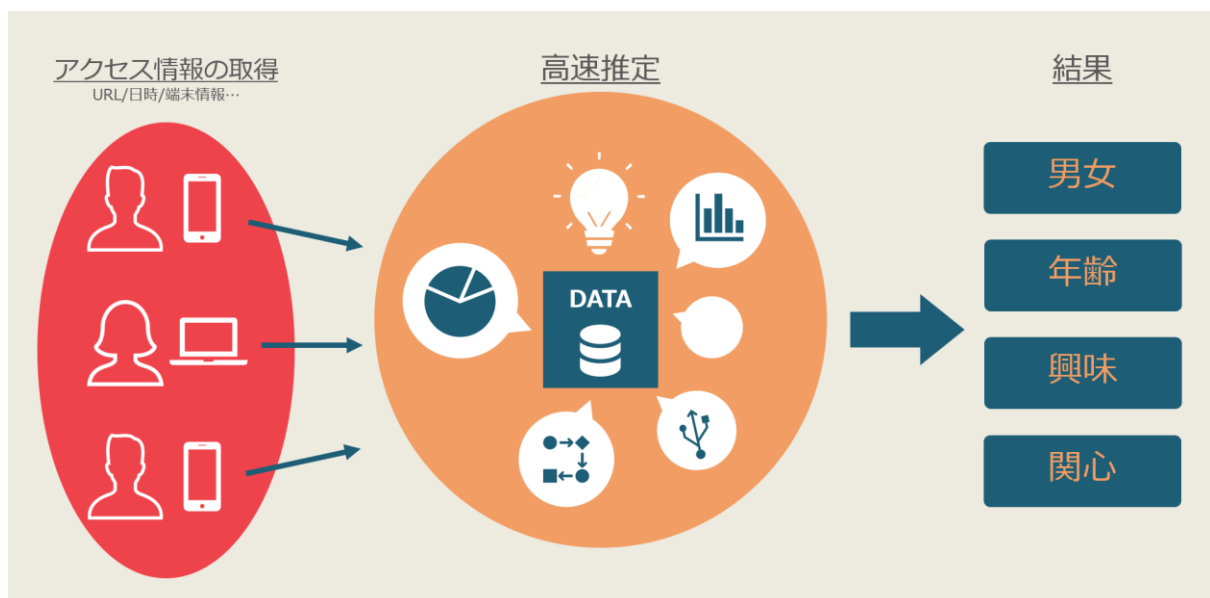 アクセス情報の取得
URL/日時/端末情報…
高速推定
DATA
結果
男女
年齢
興味
関心